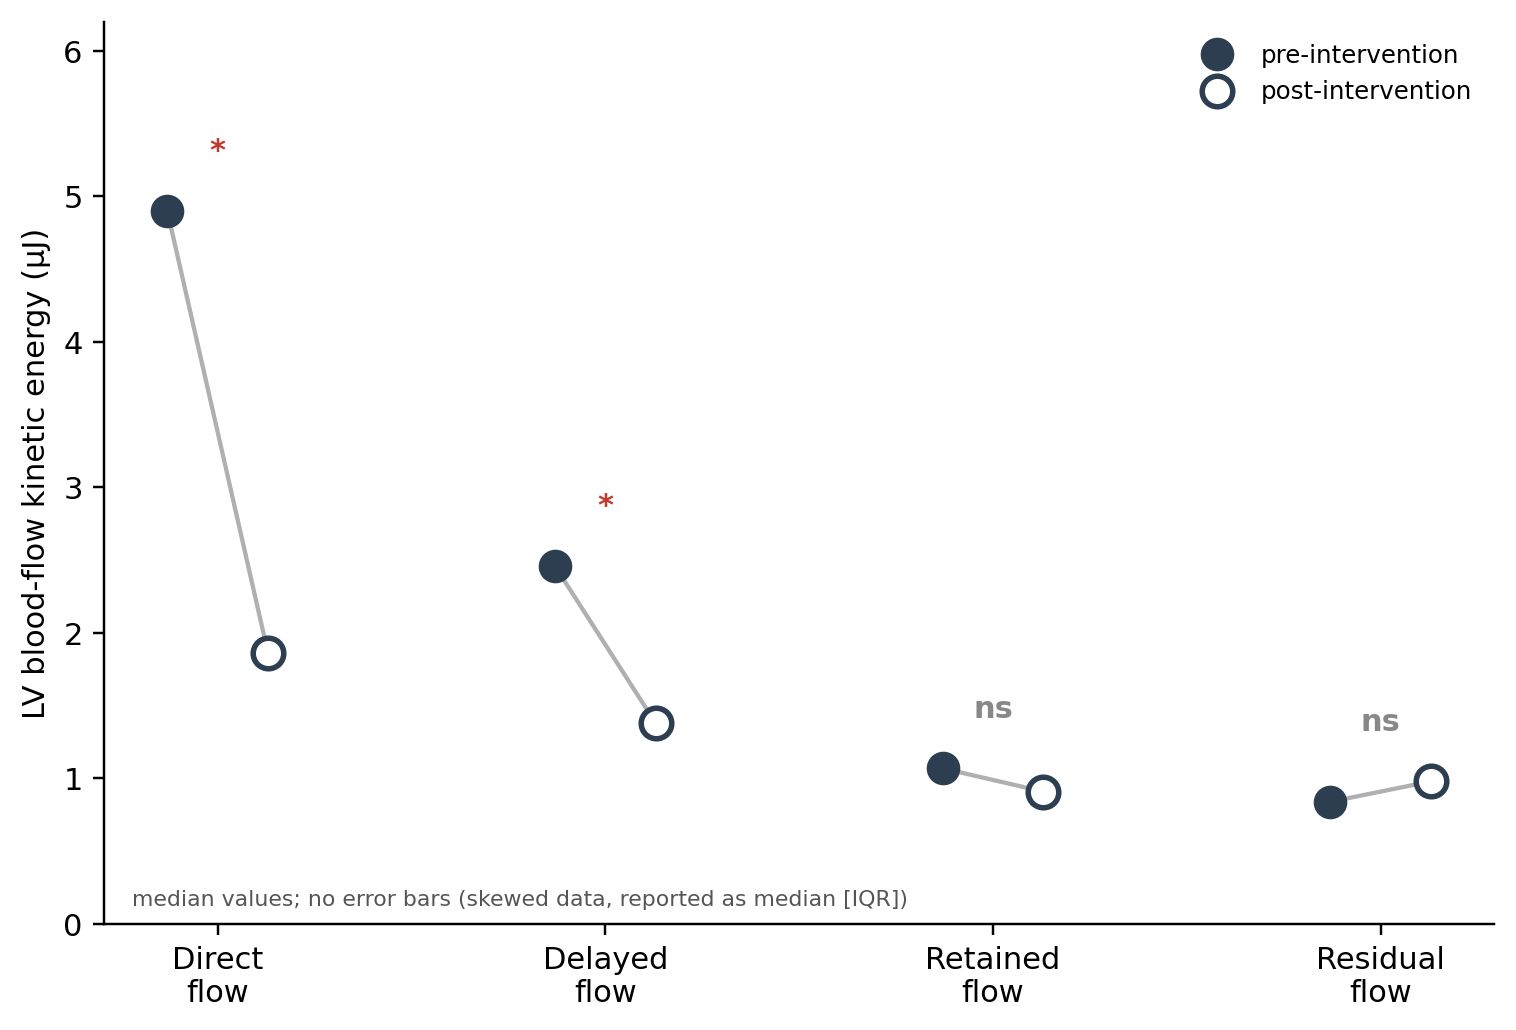 LV blood-flow kinetic energy (µJ)
6
5
4
3
2
1
0
pre-intervention
post-intervention
*
*
ns
ns
median values; no error bars (skewed data, reported as median [IQR])
Direct
flow
Delayed
flow
Retained
flow
Residual
flow